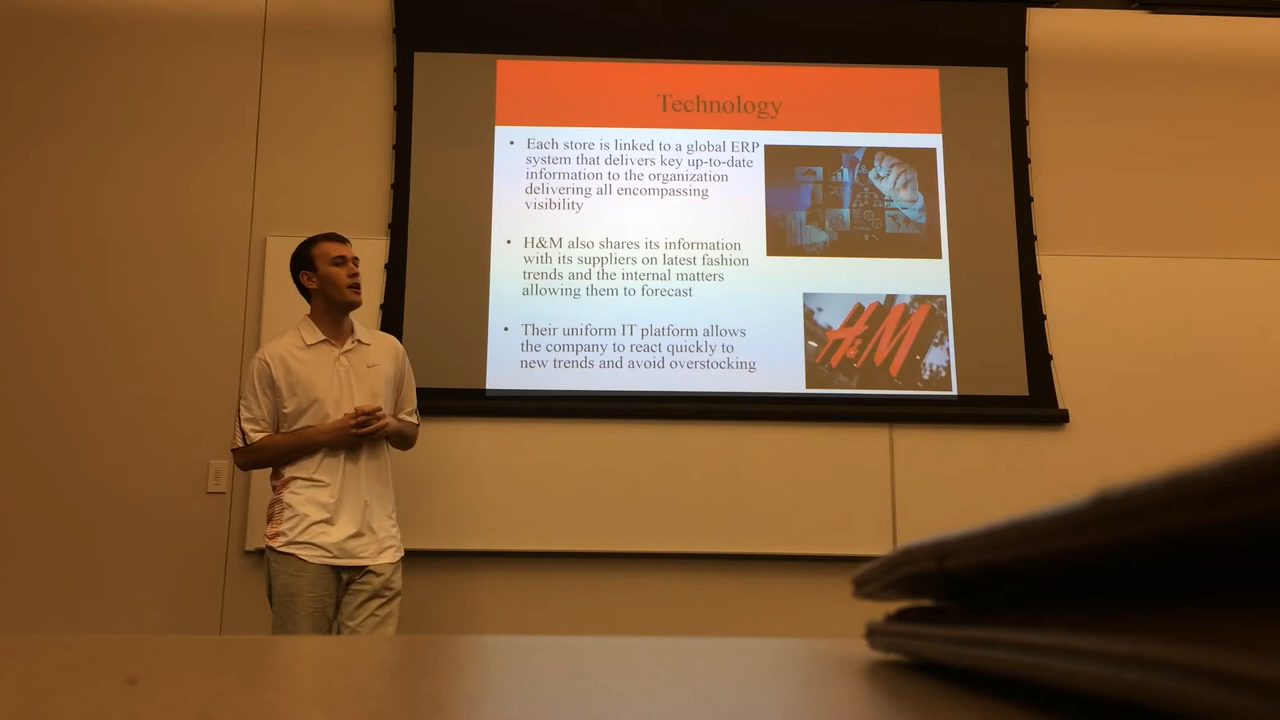 Technology
• Each store is linked to a global ERP
system that delivers key up-to-date
information to the organization
delivering all encompassing
visibility
• H&M also shares its information
with its suppliers on latest fashion
trends and the internal matters
allowing them to forecast
• Their uniform IT platform allows
the company to react quickly to
new trends and avoid overstocking
H&M